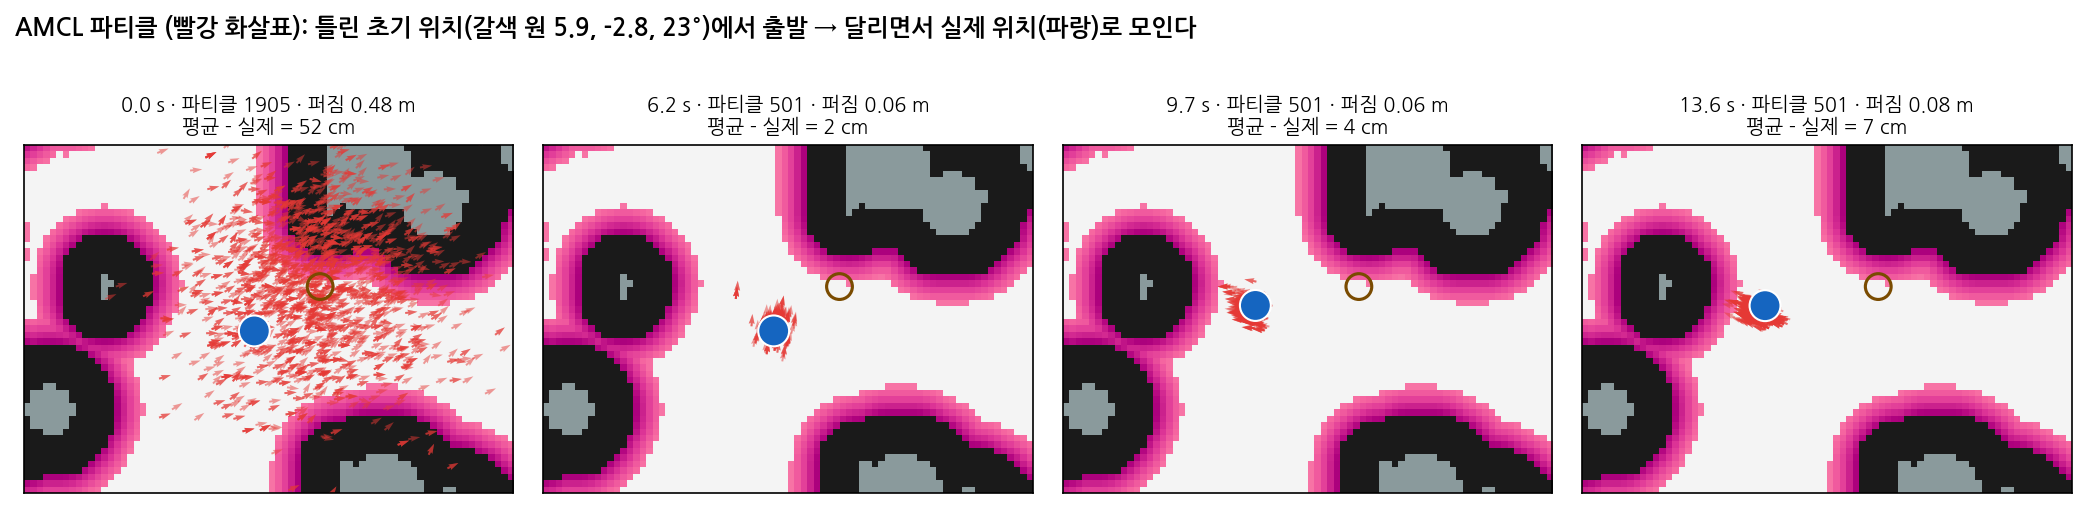 AMCL 파티클 (빨강 화살표): 틀린 초기 위치(갈색 원 5.9, -2.8, 23°)에서 출발 → 달리면서 실제 위치(파랑)로 모인다
0.0 s · 파티클 1905 · 퍼짐 0.48 m
평균 - 실제 = 52 cm
6.2 s · 파티클 501 · 퍼짐 0.06 m
평균 - 실제 = 2 cm
9.7 s · 파티클 501 · 퍼짐 0.06 m
평균 - 실제 = 4 cm
13.6 s · 파티클 501 · 퍼짐 0.08 m
평균 - 실제 = 7 cm